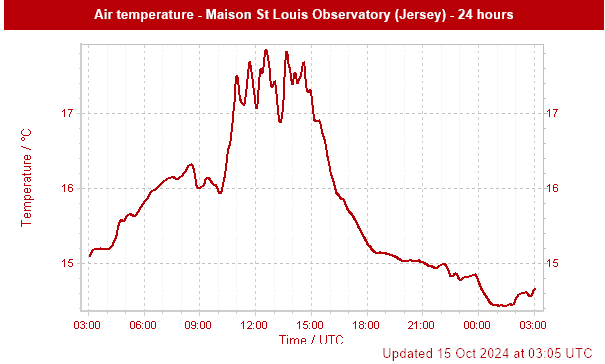 Air temperature - Maison St Louis Observatory (Jersey) - 24 hours
Temperature / °C
17 17
16 16
15 15
03:00 06:00 09:00 12:00 15:00 18:00 21:00 00:00 03:00
Time / UTC
Updated 15 Oct 2024 at 03:05 UTC